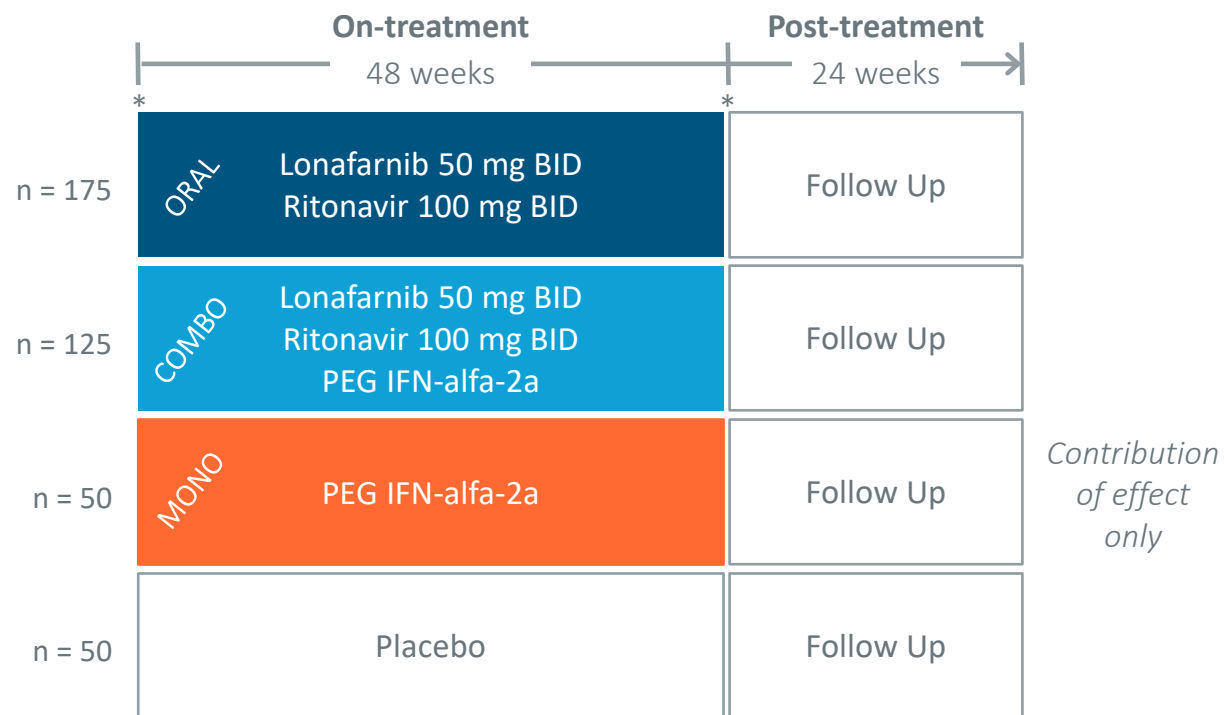 On-treatment
Post-treatment
48 weeks
24 weeks
*
*
n = 175
ORAL
Lonafarnib 50 mg BID
Ritonavir 100 mg BID
Follow Up
n = 125
COMBO
Lonafarnib 50 mg BID
Ritonavir 100 mg BID
PEG IFN-alfa-2a
Follow Up
n = 50
MONO
PEG IFN-alfa-2a
Follow Up
Contribution
of effect
only
n = 50
Placebo
Follow Up